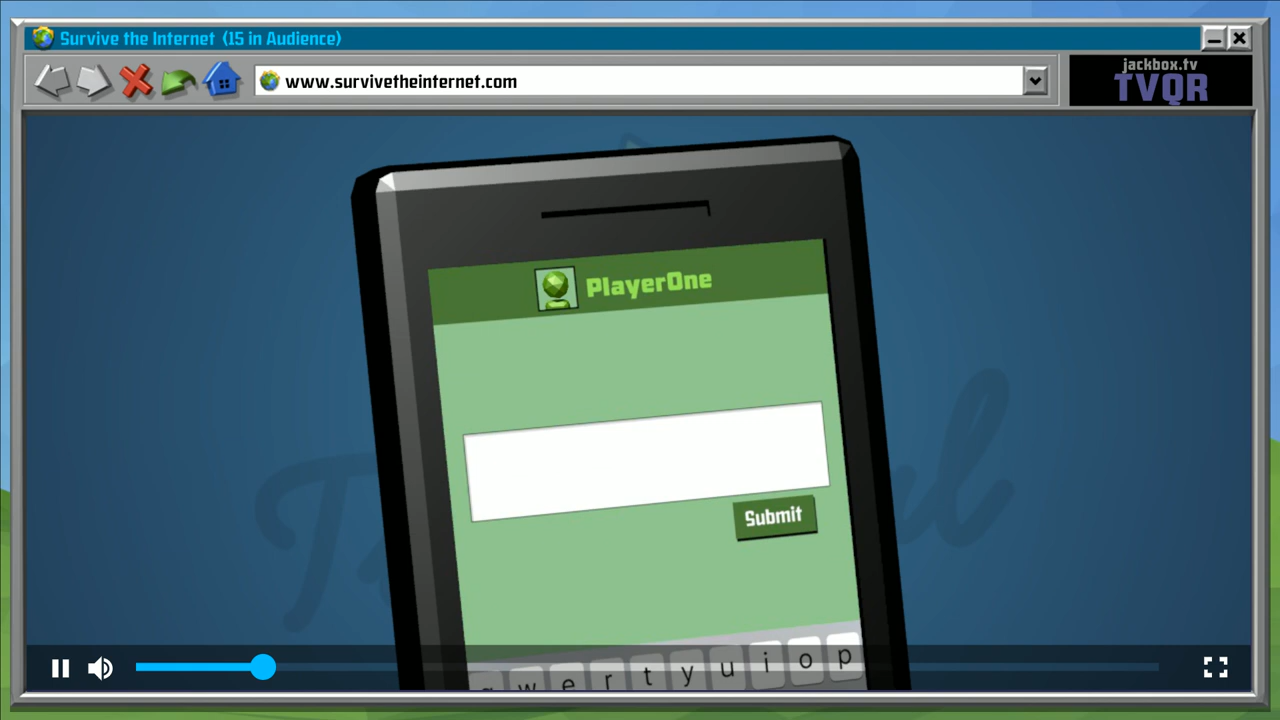 Survive the Internet (15 in Audience)
www.survivetheinternet.com
jackbox.tv
TVQR
PlayerOne
Submit
w e r t y u i o p